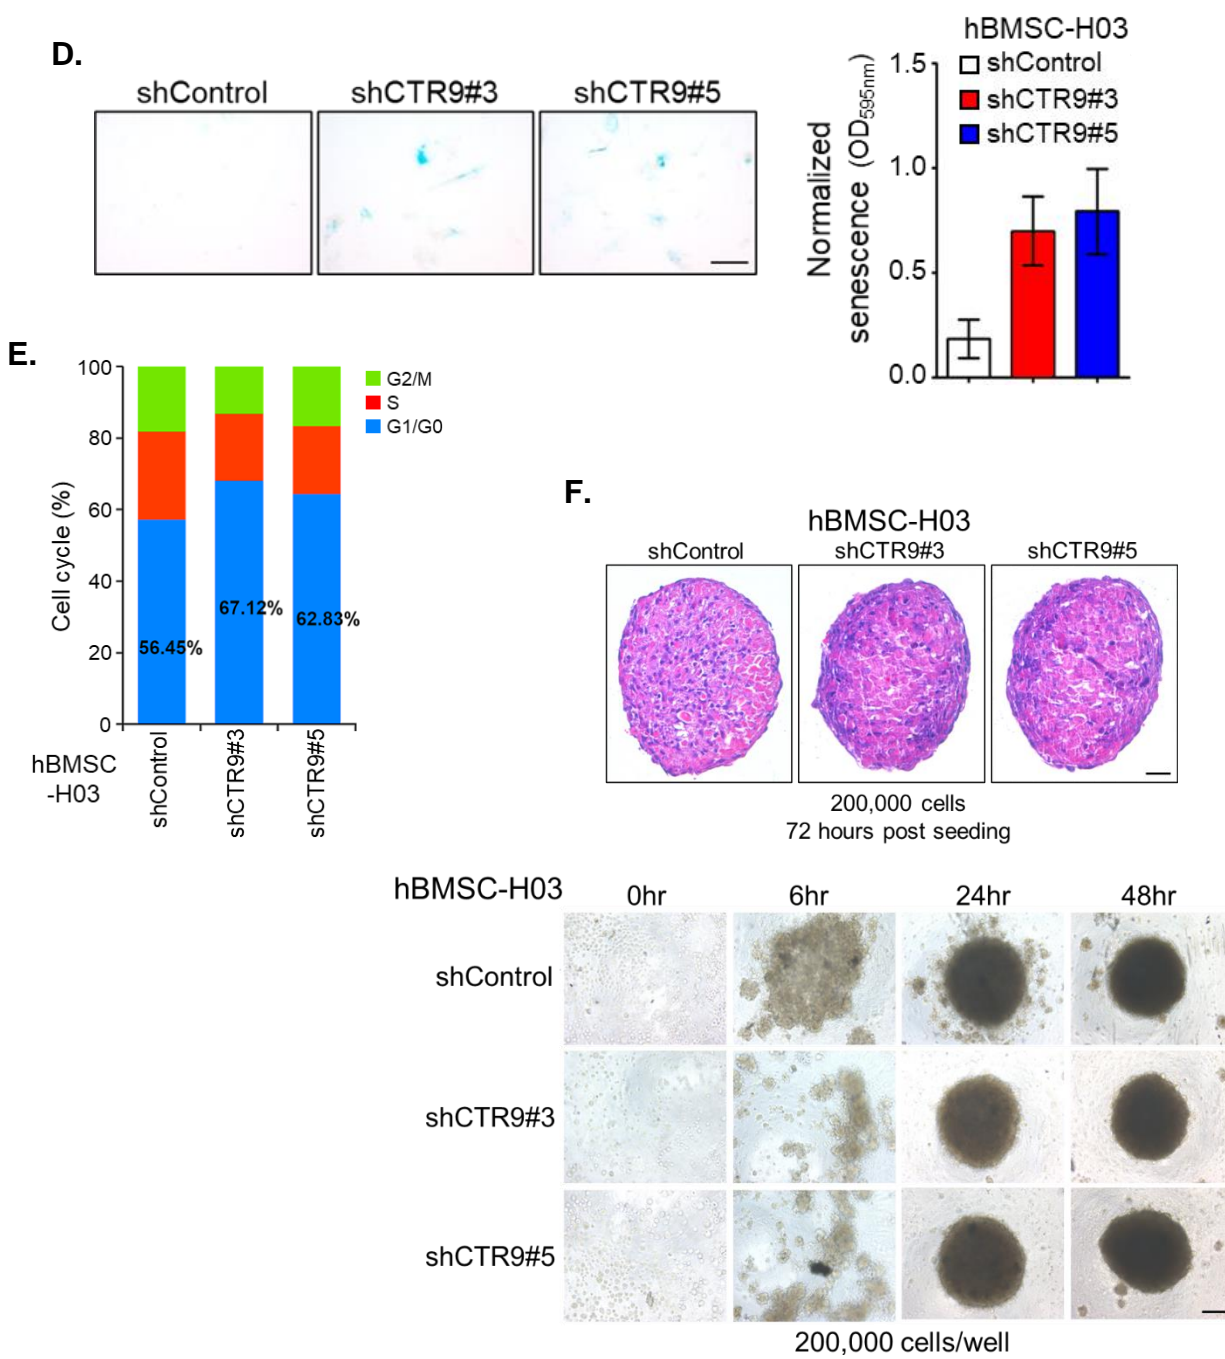 D.
shControl
shCTR9#3
shCTR9#5
hBMSC-H03
shControl
shCTR9#3
shCTR9#5
Normalized
senescence (OD595nm)
1.5
1.0
0.5
0.0
E.
Cell cycle (%)
100
80
60
40
20
0
G2/M
S
G1/G0
56.45%
67.12%
62.83%
hBMSC
-H03
shControl
shCTR9#3
shCTR9#5
F.
hBMSC-H03
shControl
shCTR9#3
shCTR9#5
200,000 cells
72 hours post seeding
hBMSC-H03
0hr
6hr
24hr
48hr
shControl
shCTR9#3
shCTR9#5
200,000 cells/well